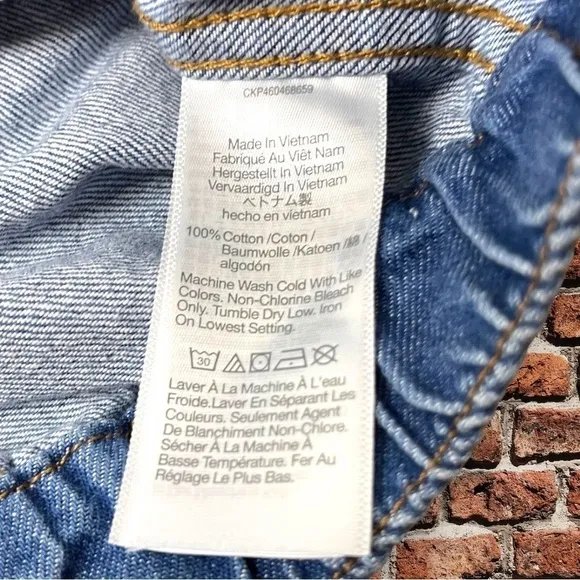 CKP460468659
Made In Vietnam
Fabriqué Au Viêt Nam
Hergestellt In Vietnam
Vervaardigd In Vietnam
ベトナム製
hecho en vietnam
100% Cotton /Coton /
Baumwolle /Katoen /綿 /
algodón
Machine Wash Cold With Like
Colors. Non-Chlorine Bleach
Only. Tumble Dry Low. Iron
On Lowest Setting.
30
Laver À La Machine À L'eau
Froide.Laver En Séparant Les
Couleurs. Seulement Agent
De Blanchiment Non-Chlore.
Sécher À La Machine À
Basse Température. Fer Au
Réglage Le Plus Bas.